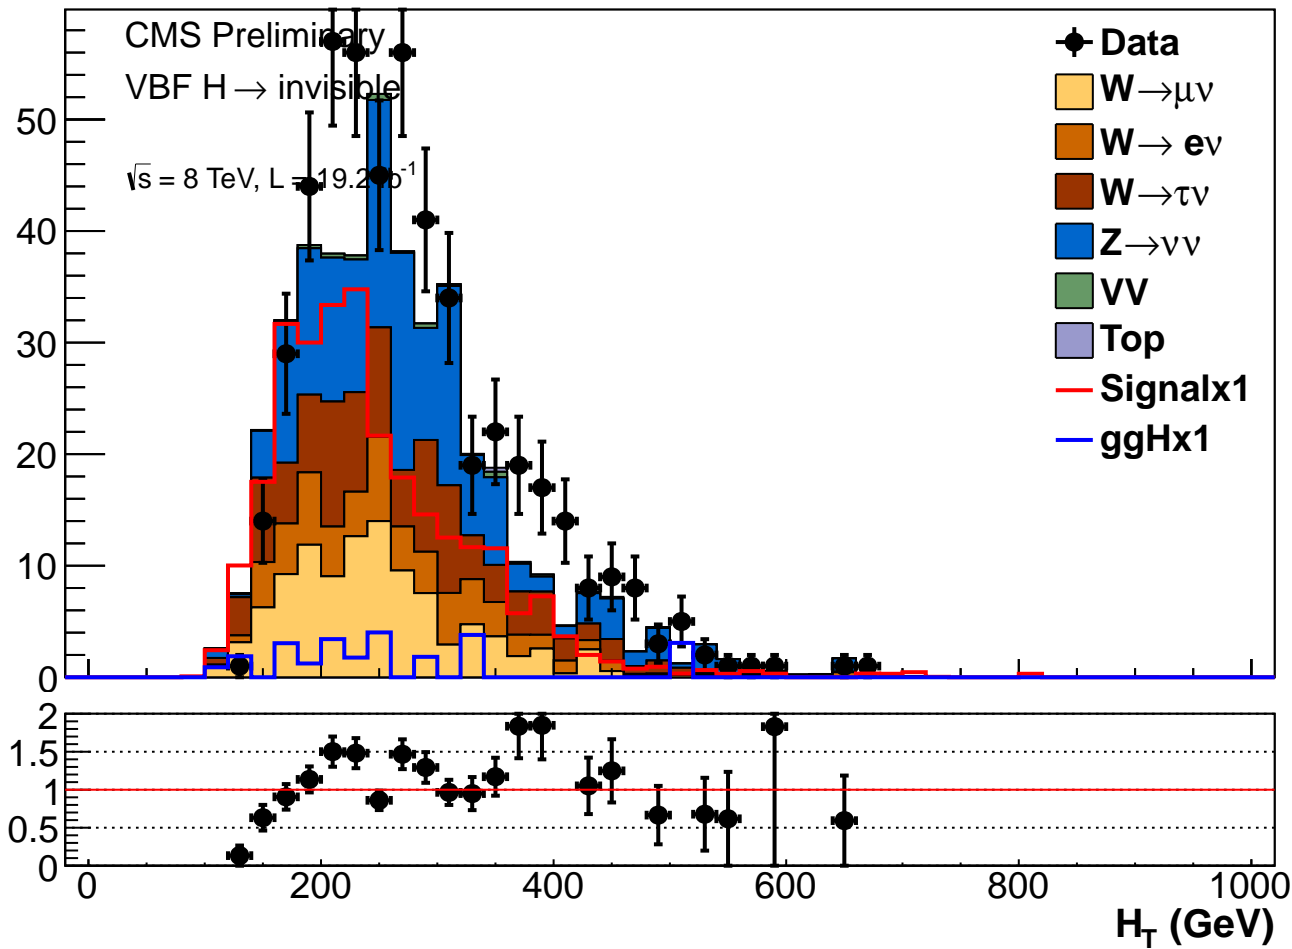 CMS Preliminary
VBF H → invisible
√s = 8 TeV, L = 19.2 fb⁻¹
Data
W→μν
W→ eν
W→τν
Z→νν
VV
Top
Signalx1
ggHx1
50
40
30
20
10
0
2
1.5
1
0.5
0
0 200 400 600 800 1000
H_T (GeV)